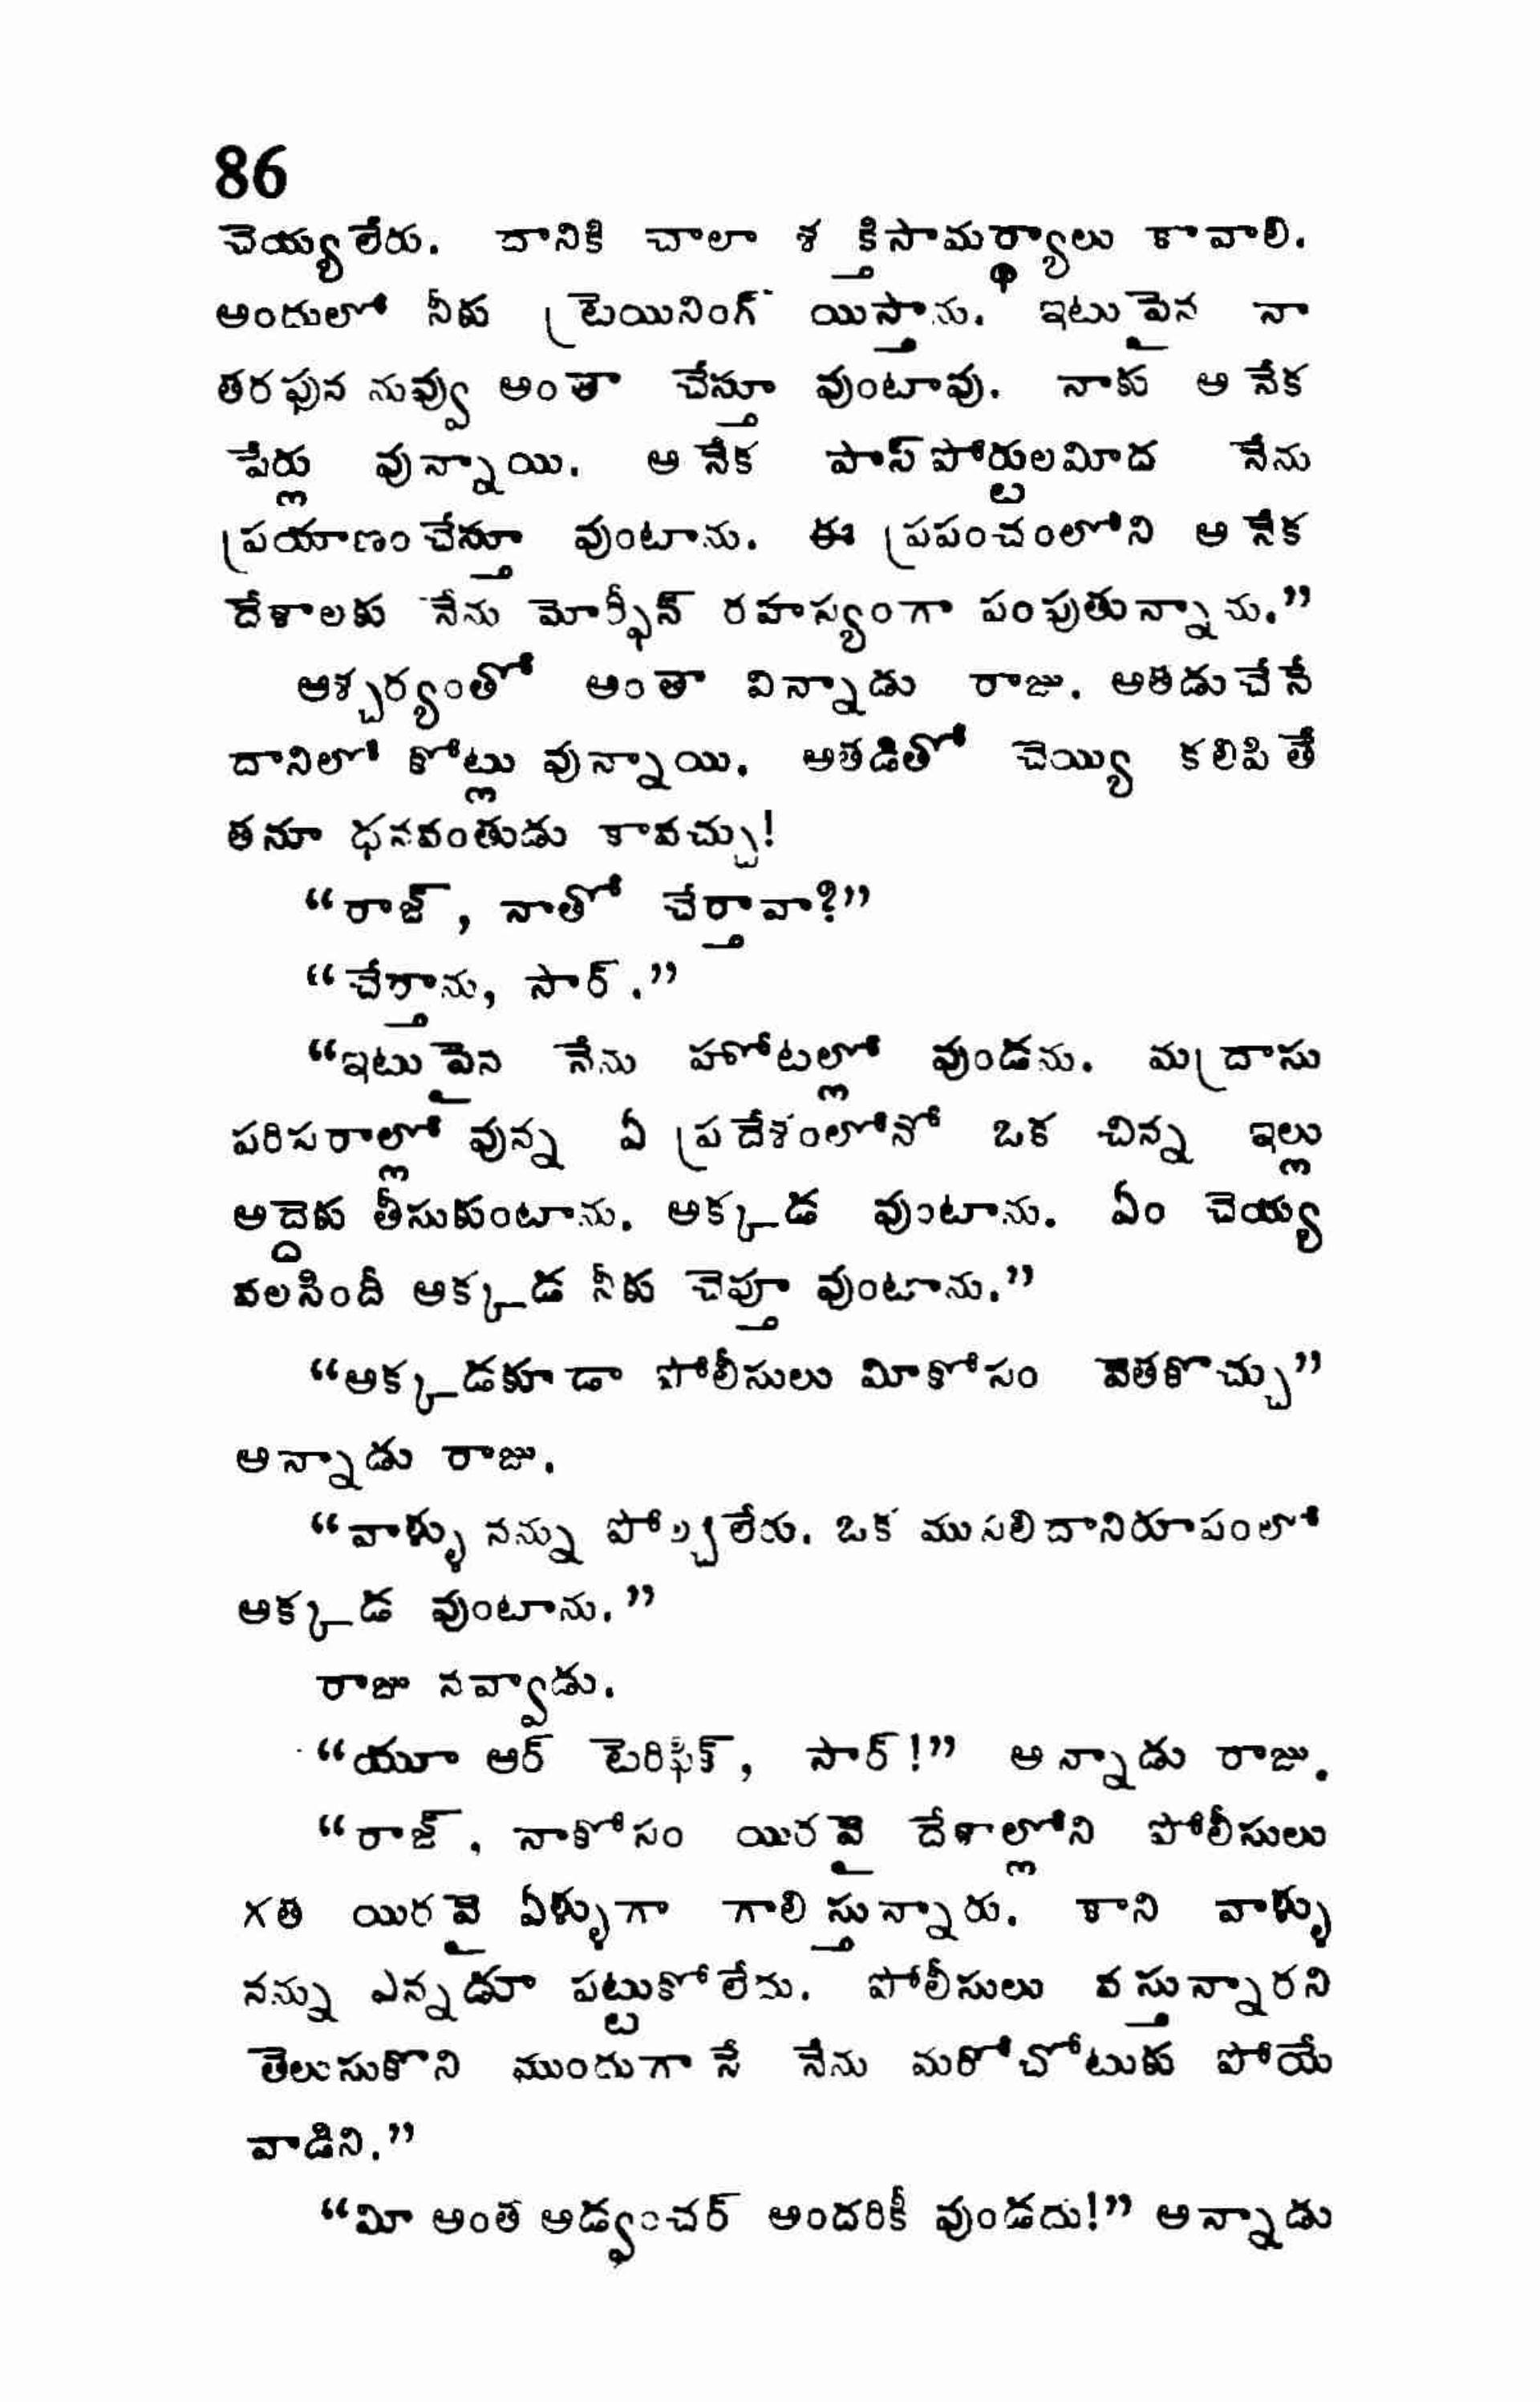 86
చెయ్యలేరు. దానికి చాలా శక్తిసామర్థ్యాలు కావాలి.
అందులో నీకు ట్రెయినింగ్ యిస్తాను. ఇటుపైన నా
తరఫున నువ్వు అంతా చేస్తూ వుంటావు. నాకు అనేక
పేర్లు వున్నాయి. అనేక పాస్‌పోర్టులమీద నేను
ప్రయాణంచేస్తూ వుంటాను. ఈ ప్రపంచంలోని అనేక
దేశాలకు నేను మోర్ఫీన్ రహస్యంగా పంపుతున్నాను.”
ఆశ్చర్యంతో అంతా విన్నాడు రాజు. అతడుచేసే
దానిలో కోట్లు వున్నాయి. అతడితో చెయ్యి కలిపితే
తనూ ధనవంతుడు కావచ్చు!
“రాజ్, నాతో చేర్తావా?”
“చేర్తాను, సార్.”
“ఇటుపైన నేను హోటల్లో వుండను. మద్రాసు
పరిసరాల్లో వున్న ఏ ప్రదేశంలోనో ఒక చిన్న ఇల్లు
అద్దెకు తీసుకుంటాను. అక్కడ వుంటాను. ఏం చెయ్య
వలసిందీ అక్కడ నీకు చెప్తూ వుంటాను.”
“అక్కడకూడా పోలీసులు మీకోసం వెతకొచ్చు”
అన్నాడు రాజు.
“వాళ్ళు నన్ను పోల్చలేరు. ఒక ముసలిదానిరూపంలో
అక్కడ వుంటాను.”
రాజు నవ్వాడు.
“యూ ఆర్ టెరిఫిక్, సార్!” అన్నాడు రాజు.
“రాజ్, నాకోసం యిరవై దేశాల్లోని పోలీసులు
గత యిరవై ఏళ్ళుగా గాలిస్తున్నారు. కాని వాళ్ళు
నన్ను ఎన్నడూ పట్టుకోలేరు. పోలీసులు వస్తున్నారని
తెలుసుకొని ముందుగానే నేను మరోచోటుకు పోయే
వాడిని.”
“మీ అంత అడ్వంచర్ అందరికీ వుండదు!” అన్నాడు